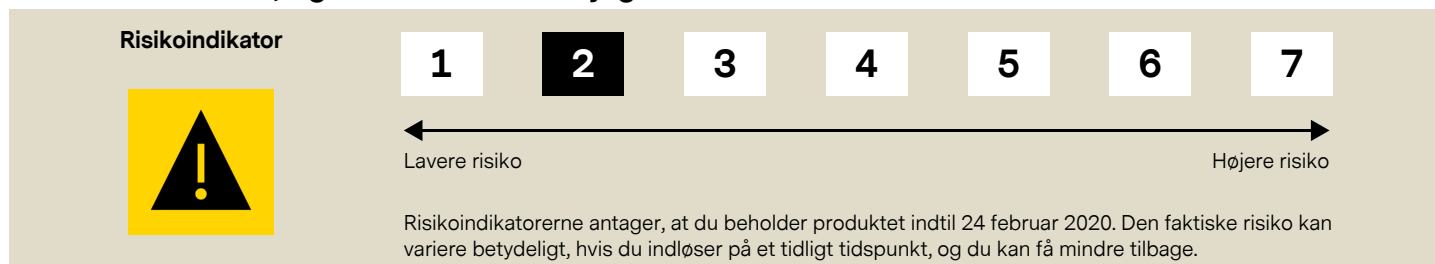 Risikoindikator
1 2 3 4 5 6 7
Lavere risiko Højere risiko
Risikoindikatorerne antager, at du beholder produktet indtil 24 februar 2020. Den faktiske risiko kan
variere betydeligt, hvis du indløser på et tidligt tidspunkt, og du kan få mindre tilbage.